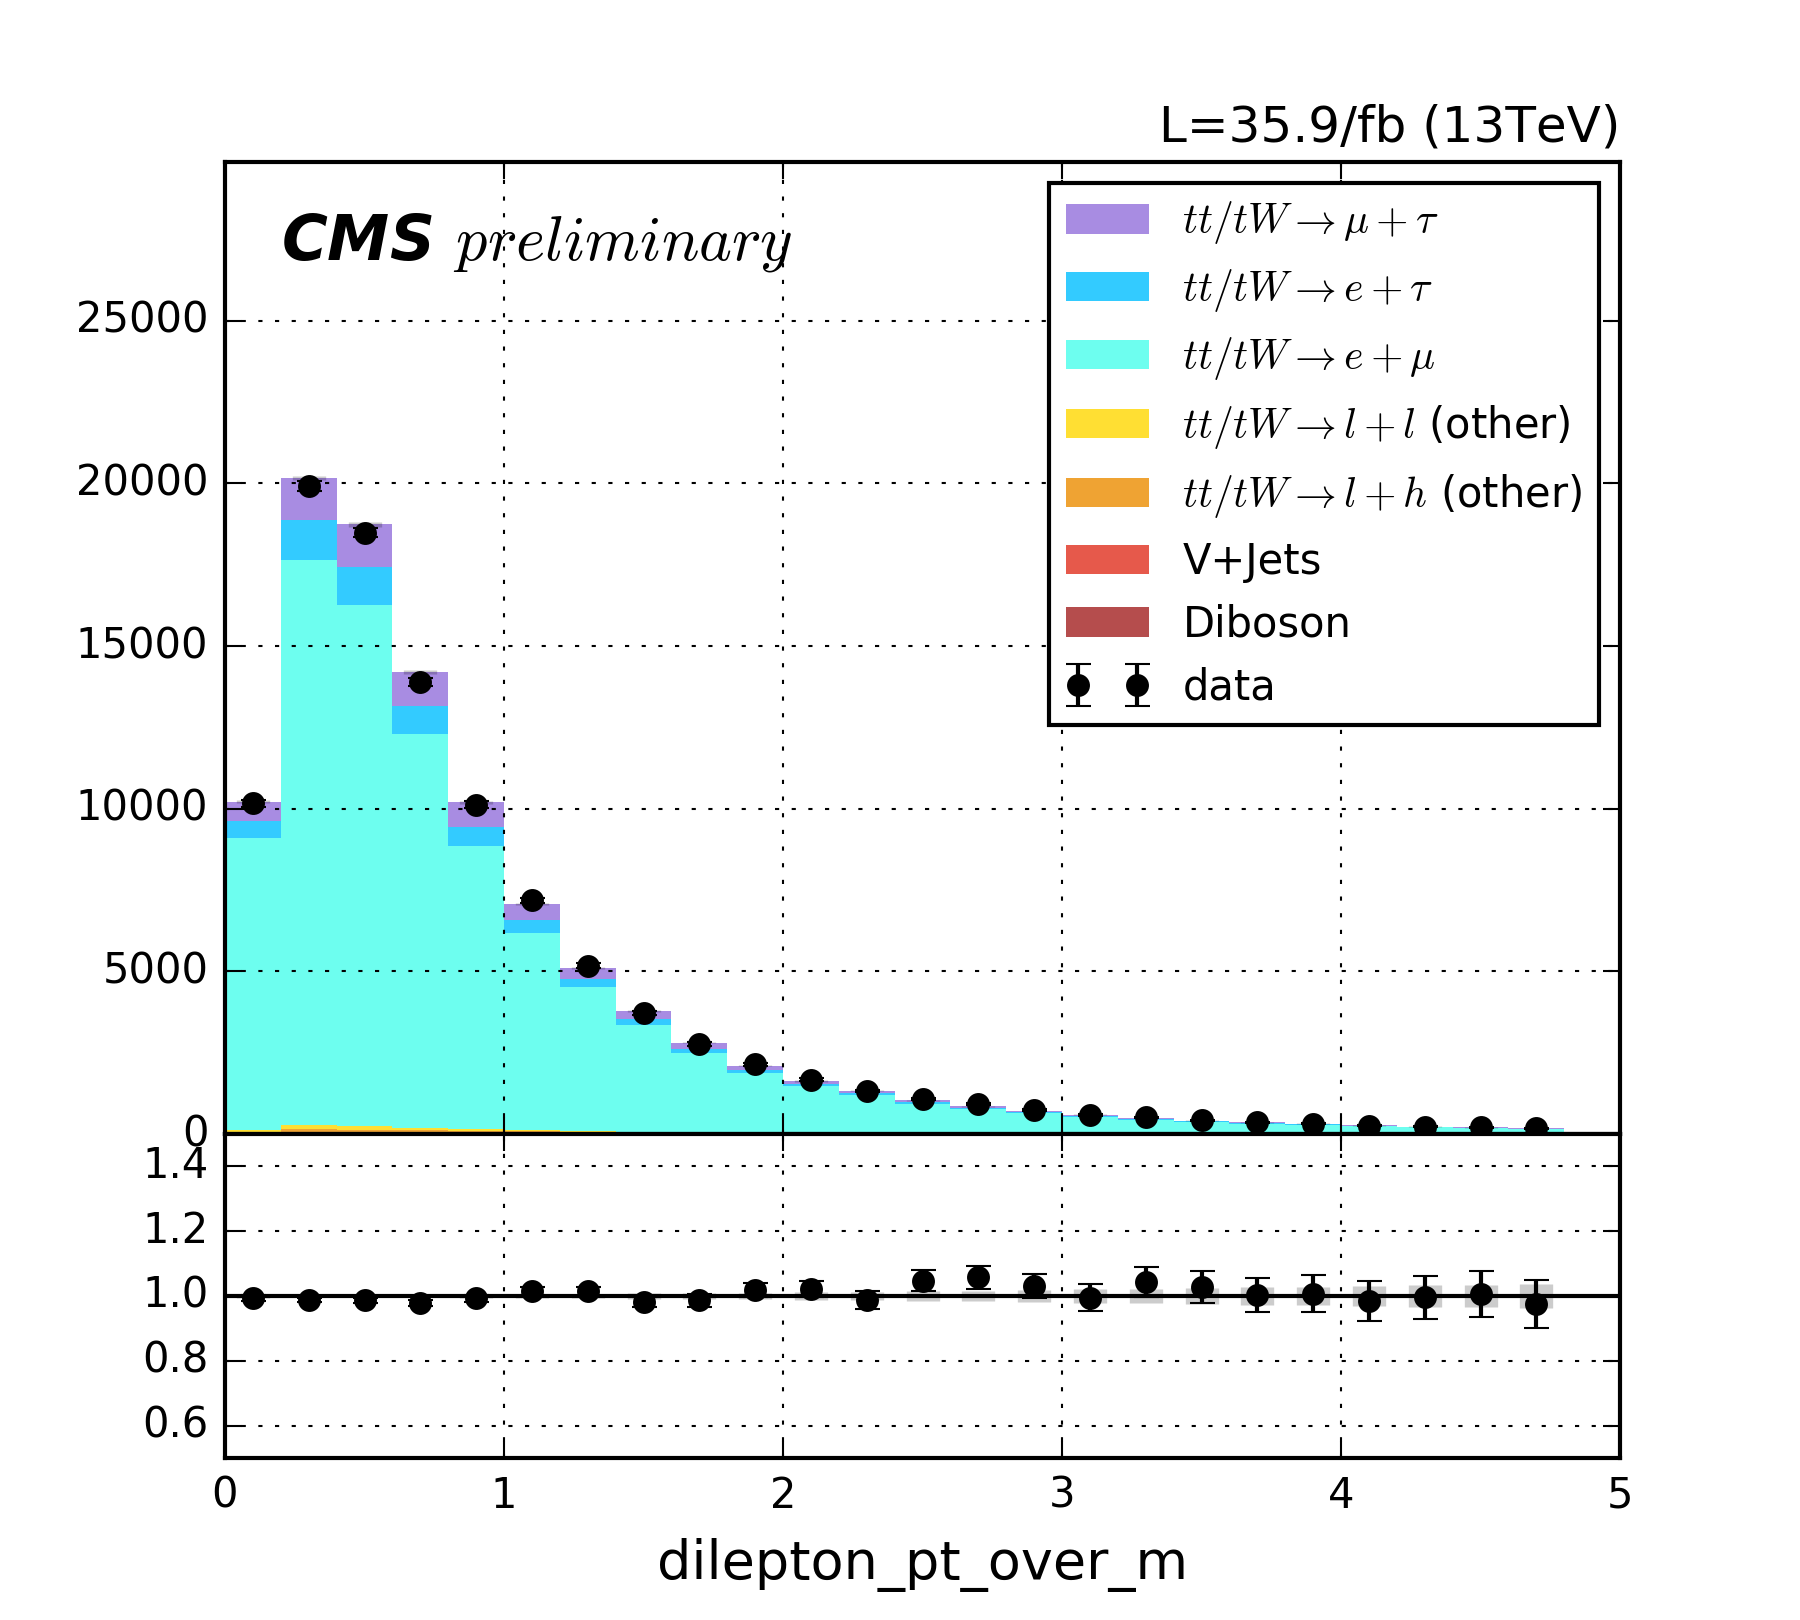 L=35.9/fb (13TeV)
CMS preliminary
tt/tW → μ + τ
tt/tW → e + τ
tt/tW → e + μ
tt/tW → l + l (other)
tt/tW → l + h (other)
V+Jets
Diboson
data
25000
20000
15000
10000
5000
0
1.4
1.2
1.0
0.8
0.6
0 1 2 3 4 5
dilepton_pt_over_m